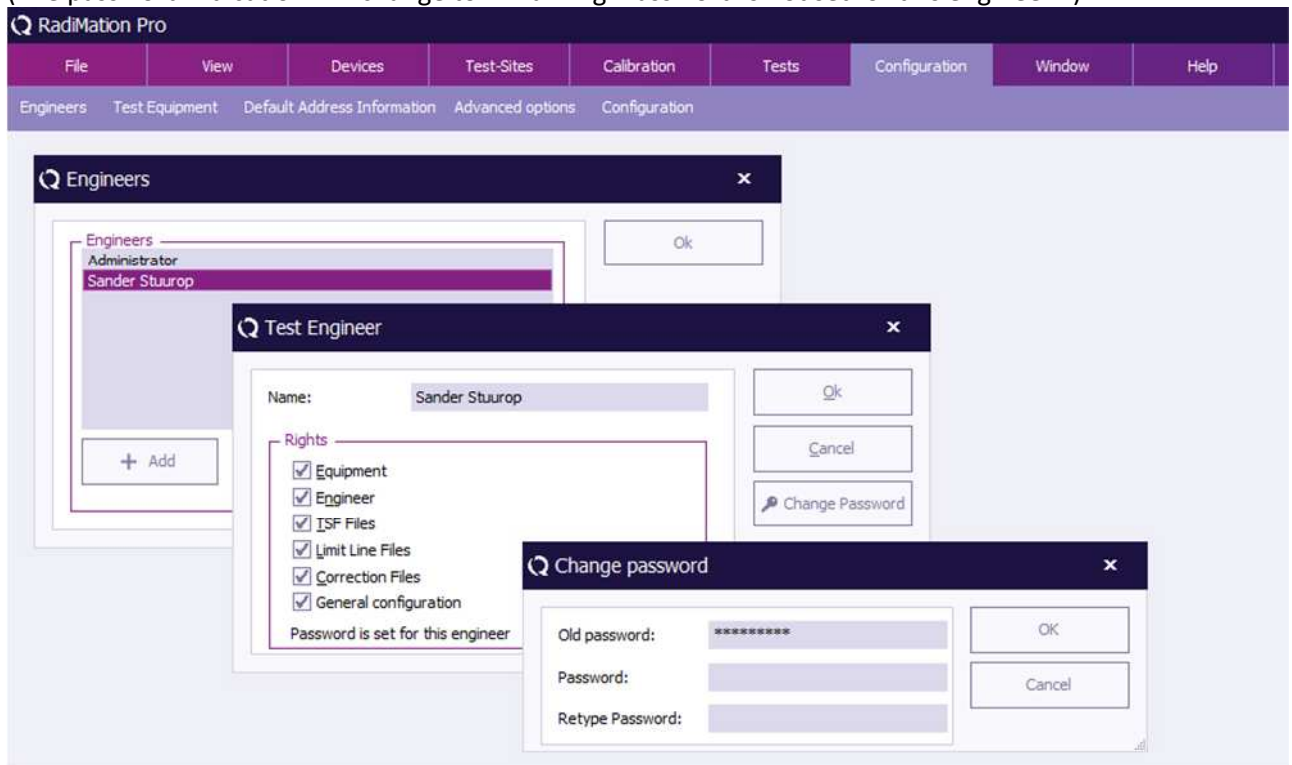 RadiMation Pro
File View Devices Test-Sites Calibration Tests Configuration Window Help
Engineers Test Equipment Default Address Information Advanced options Configuration
Engineers
Engineers
Ok
Administrator
Sander Stuurop
+ Add
Test Engineer
Name: Sander Stuurop
Ok
Rights
Cancel
Equipment
Engineer
Change Password
TSF Files
Limit Line Files
Correction Files
General configuration
Password is set for this engineer
Change password
Old password: *********
OK
Password:
Cancel
Retype Password: